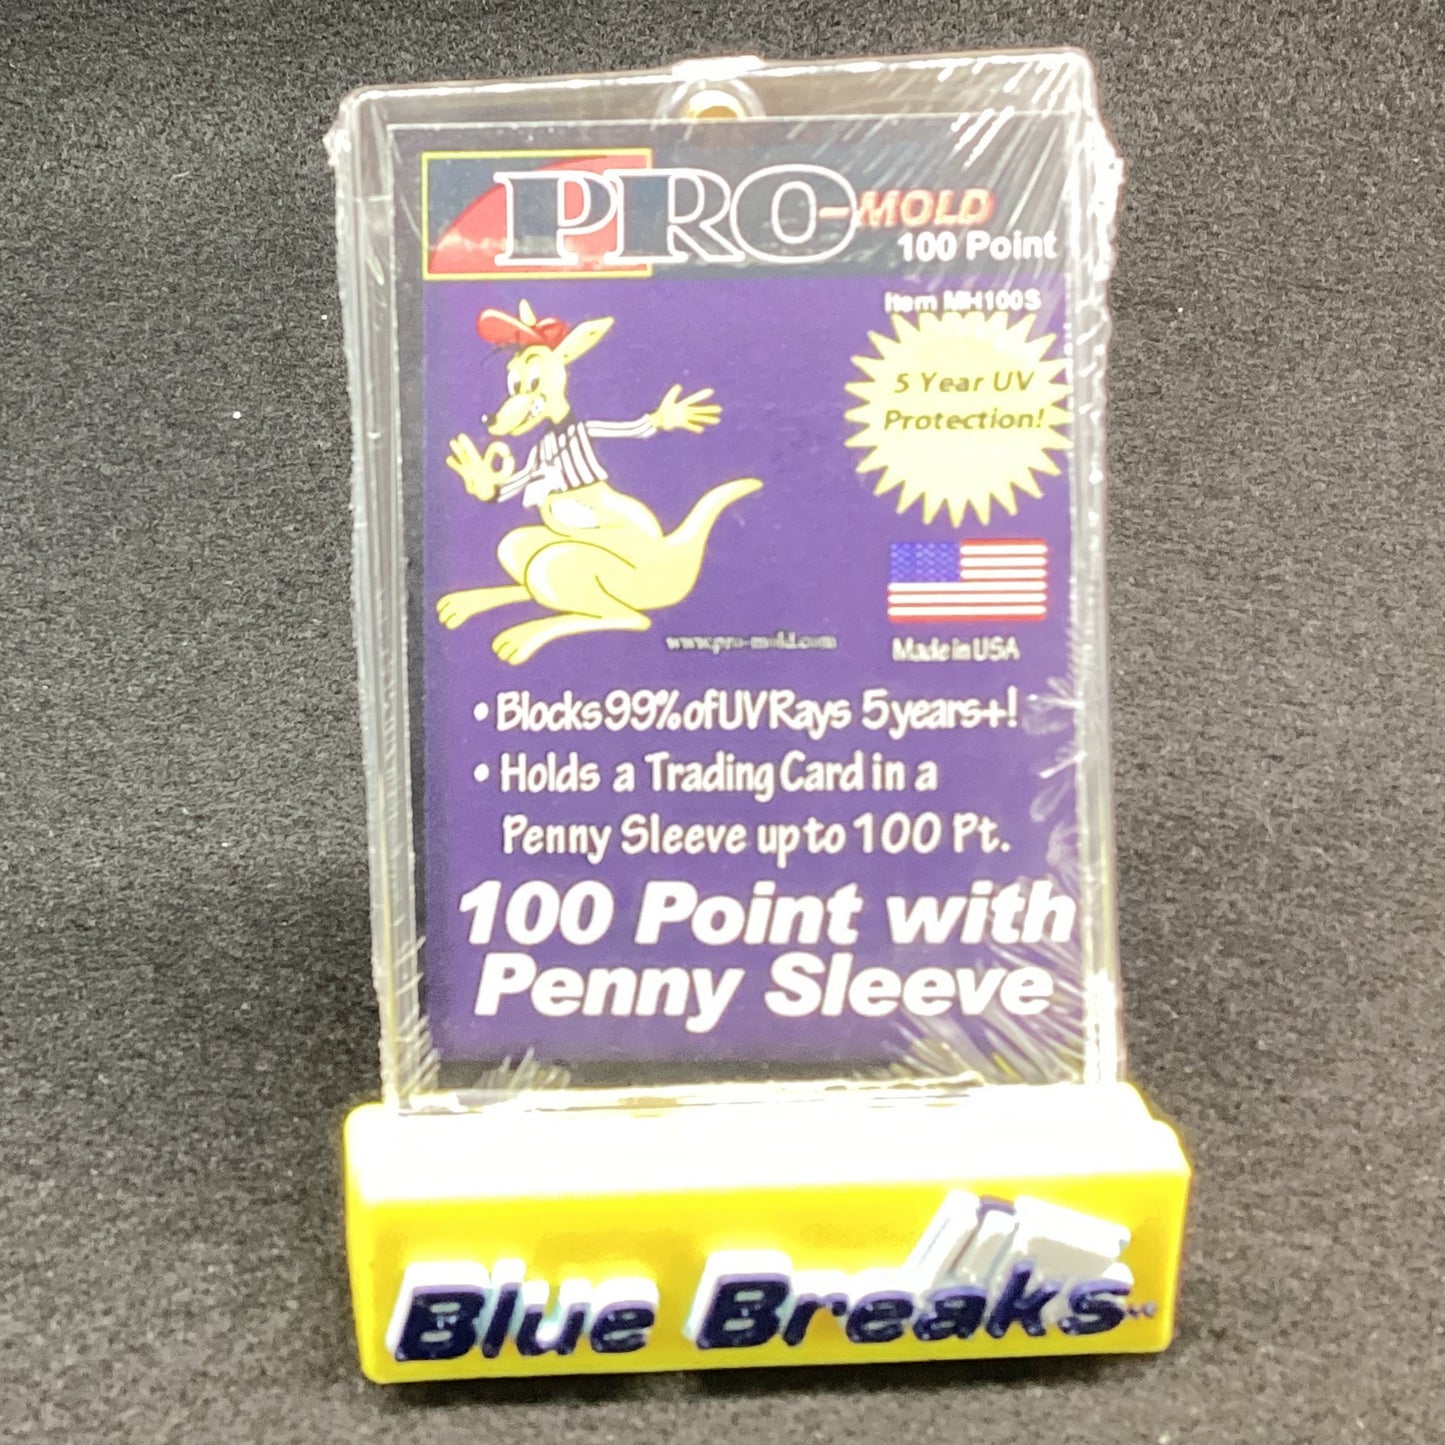 PRO-MOLD
100 Point
Item MH100S
5 Year UV
Protection!
www.pro-mold.com
Made in USA
• Blocks 99% of UV Rays 5 years+!
• Holds a Trading Card in a
Penny Sleeve up to 100 Pt.
100 Point with
Penny Sleeve
Blue Breaks